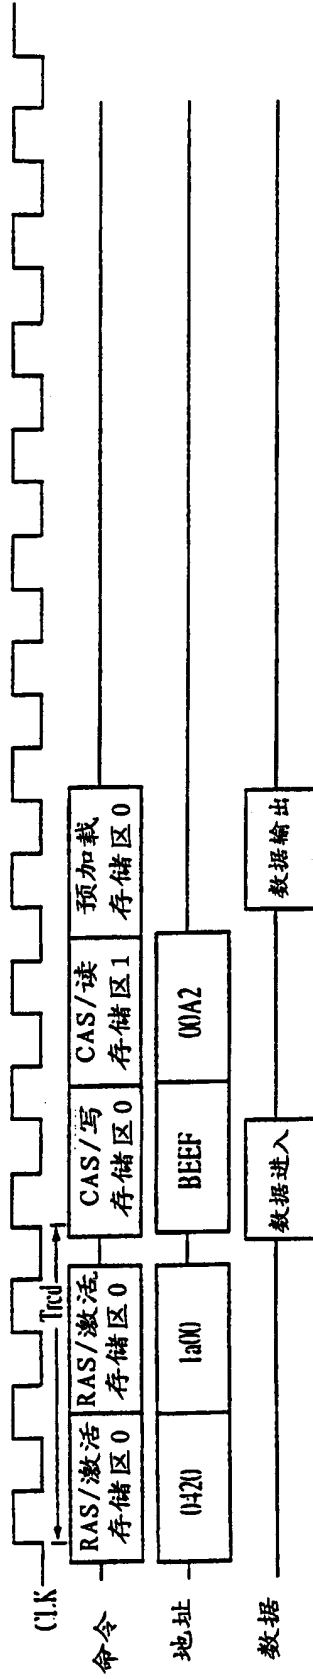 CLK
Trcd
命令
RAS/激活
存储区0
RAS/激活
存储区0
CAS/写
存储区0
CAS/读
存储区1
预加载
存储区0
地址
0420
1a00
BEEF
00A2
数据
数据进入
数据输出